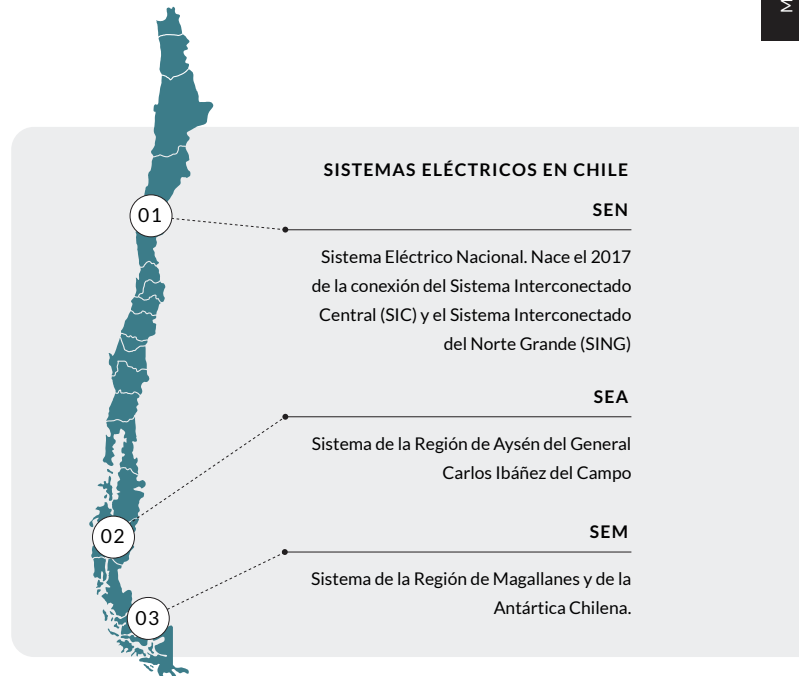 M
SISTEMAS ELÉCTRICOS EN CHILE
SEN
01
Sistema Eléctrico Nacional. Nace el 2017
de la conexión del Sistema Interconectado
Central (SIC) y el Sistema Interconectado
del Norte Grande (SING)
SEA
Sistema de la Región de Aysén del General
Carlos Ibáñez del Campo
02
SEM
Sistema de la Región de Magallanes y de la
Antártica Chilena.
03